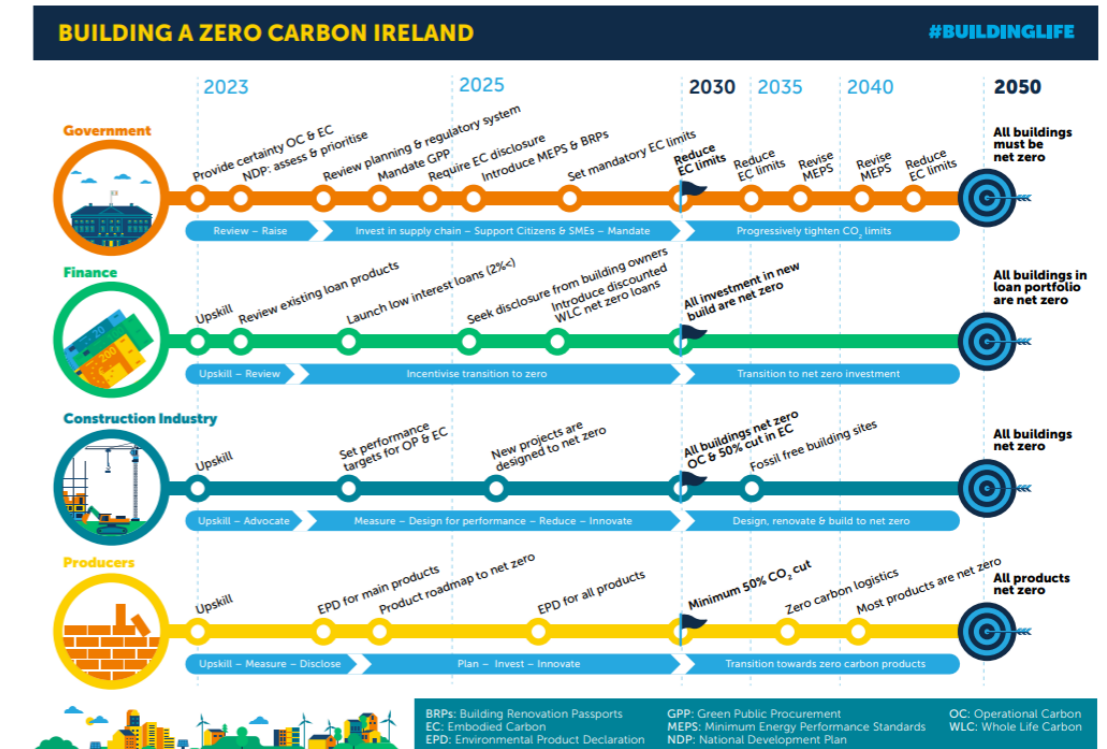 BUILDING A ZERO CARBON IRELAND
#BUILDINGLIFE
2023
2025
2030
2035
2040
2050
Government
Provide certainty OC & EC
NDP: assess & prioritise
Review planning & regulatory system
Mandate GPP
Require EC disclosure
Introduce MEPS & BRPs
Set mandatory EC limits
Reduce
EC limits
Reduce
EC limits
Revise
MEPS
Revise
MEPS
Reduce
EC limits
All buildings
must be
net zero
Review – Raise
Invest in supply chain – Support Citizens & SMEs – Mandate
Progressively tighten CO₂ limits
Finance
Upskill
Review existing loan products
Launch low interest loans (2%<)
Seek disclosure from building owners
Introduce discounted
WLC net zero loans
All investment in new
build are net zero
All buildings in
loan portfolio
are net zero
20
200
Upskill – Review
Incentivise transition to zero
Transition to net zero investment
Construction Industry
Upskill
Set performance
targets for OP & EC
New projects are
designed to net zero
All buildings net zero
OC & 50% cut in EC
Fossil free building sites
All buildings
net zero
Upskill – Advocate
Measure – Design for performance – Reduce – Innovate
Design, renovate & build to net zero
Producers
Upskill
EPD for main products
Product roadmap to net zero
EPD for all products
Minimum 50% CO₂ cut
Zero carbon logistics
Most products are net zero
All products
net zero
Upskill – Measure – Disclose
Plan – Invest – Innovate
Transition towards zero carbon products
BRPs: Building Renovation Passports
EC: Embodied Carbon
EPD: Environmental Product Declaration
GPP: Green Public Procurement
MEPS: Minimum Energy Performance Standards
NDP: National Development Plan
OC: Operational Carbon
WLC: Whole Life Carbon